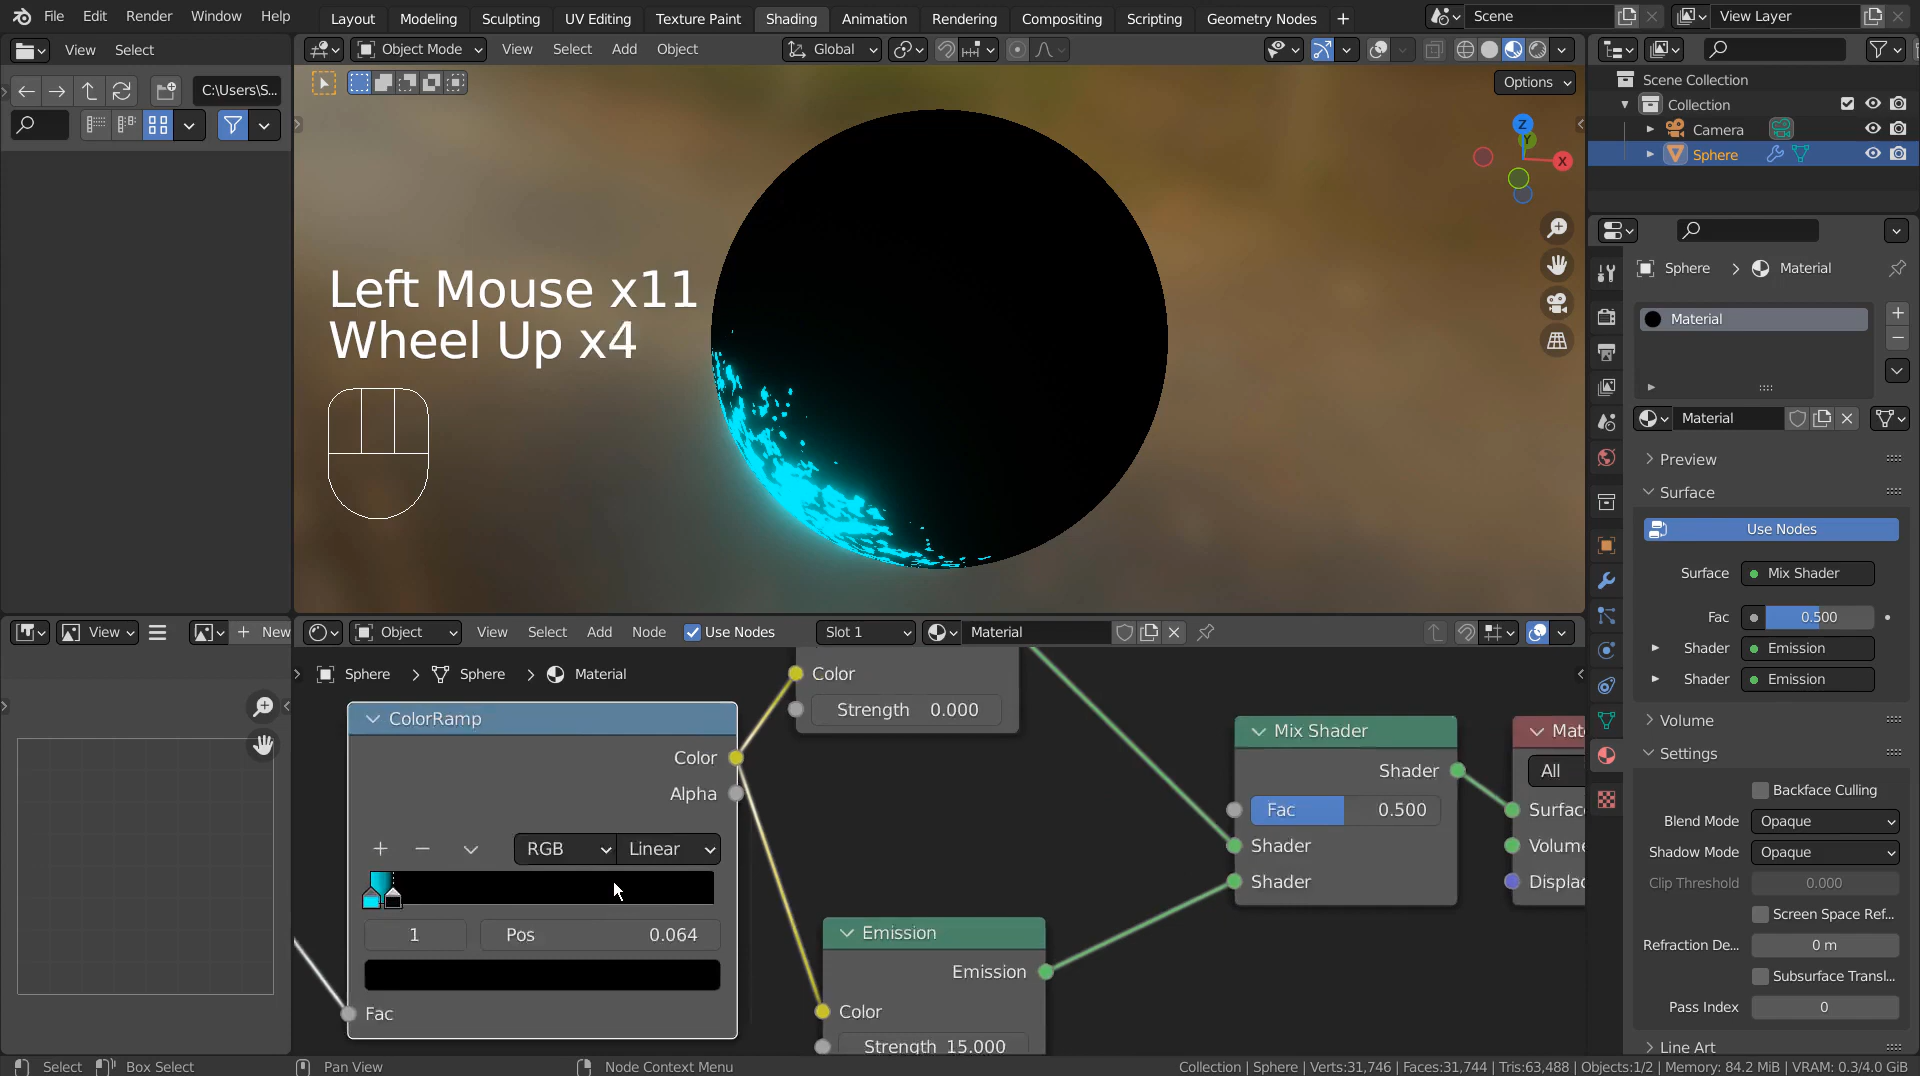 File Edit Render Window Help
Layout Modeling Sculpting UV Editing Texture Paint Shading Animation Rendering Compositing Scripting Geometry Nodes +
Scene
View Layer
View Select
Object Mode
View Select Add Object
Global
C:\Users\S...
Options
Scene Collection
Collection
Camera
Sphere
Z
Y
X
Left Mouse x11
Wheel Up x4
Sphere > Material
Material
Material
Preview
Surface
Use Nodes
Surface Mix Shader
Fac 0.500
Shader Emission
Shader Emission
Volume
Settings
Backface Culling
Blend Mode Opaque
Shadow Mode Opaque
Clip Threshold 0.000
Screen Space Ref...
Refraction De... 0 m
Subsurface Transl...
Pass Index 0
Line Art
View
+ New
Object
View Select Add Node
Use Nodes
Slot 1
Material
Sphere > Sphere > Material
ColorRamp
Color
Alpha
RGB
Linear
1
Pos 0.064
Fac
Color
Strength 0.000
Emission
Emission
Color
Strength 15.000
Mix Shader
Shader
Fac 0.500
Shader
Shader
Mat
All
Surfac
Volume
Displac
Select
Box Select
Pan View
Node Context Menu
Collection | Sphere | Verts:31,746 | Faces:31,744 | Tris:63,488 | Objects:1/2 | Memory: 84.2 MiB | VRAM: 0.3/4.0 GiB